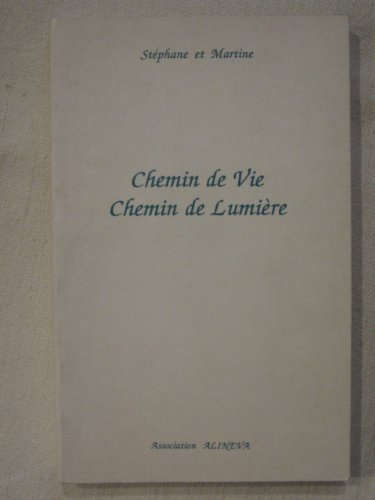 Stéphane et Martine
Chemin de Vie
Chemin de Lumière
Association ALINEVA